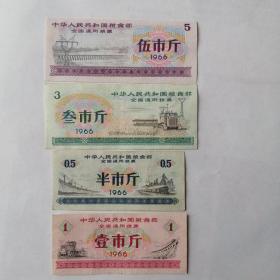 中华人民共和国粮食部
5
全国通用粮票
伍市斤
1966
3
中华人民共和国粮食部
全国通用粮票
叁市斤
1966
中华人民共和国粮食部
0.5
全国通用粮票
0.5
半市斤
1966
中华人民共和国粮食部
1
全国通用粮票
1
壹市斤
1966